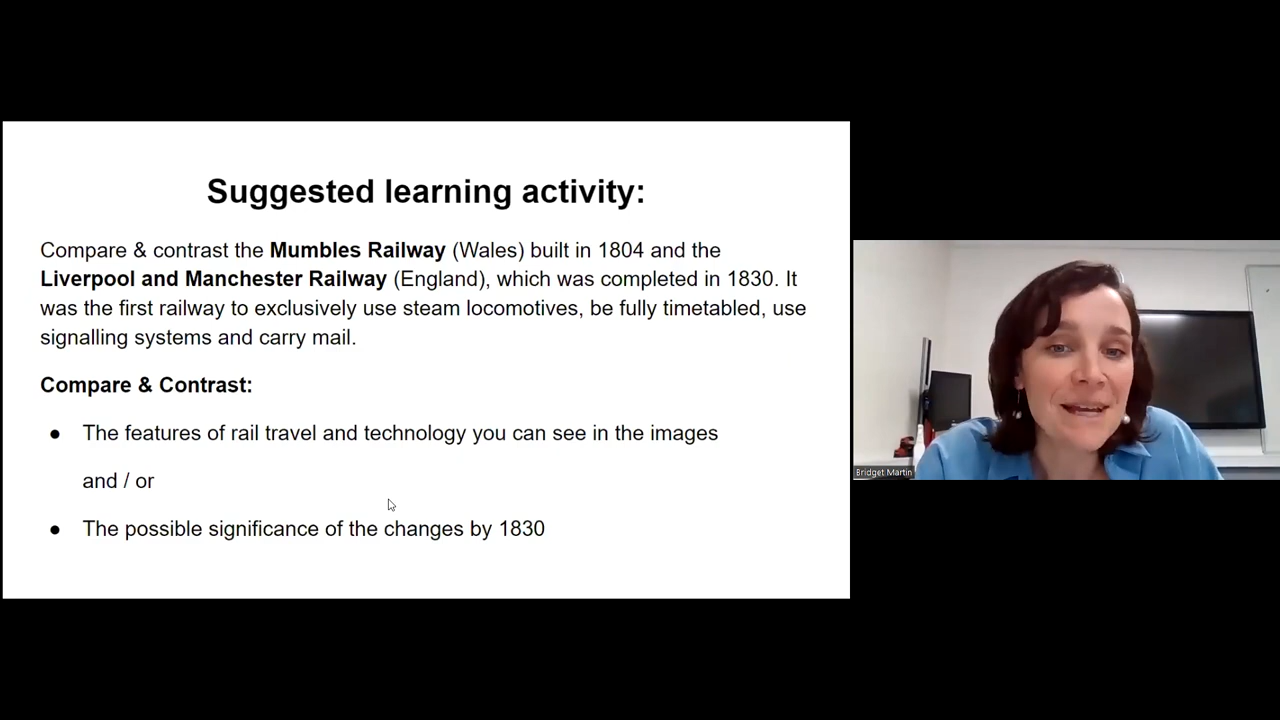 Suggested learning activity:
Compare & contrast the Mumbles Railway (Wales) built in 1804 and the
Liverpool and Manchester Railway (England), which was completed in 1830. It
was the first railway to exclusively use steam locomotives, be fully timetabled, use
signalling systems and carry mail.
Compare & Contrast:
● The features of rail travel and technology you can see in the images
and / or
● The possible significance of the changes by 1830
Bridget Martin